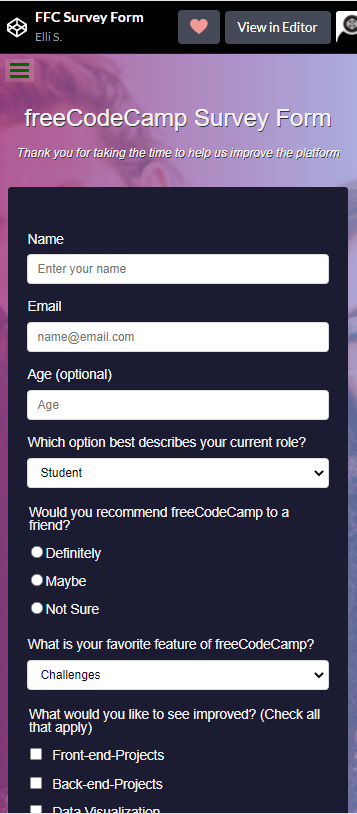 FFC Survey Form
Elli S.
View in Editor
freeCodeCamp Survey Form
Thank you for taking the time to help us improve the platform
Name
Enter your name
Email
name@email.com
Age (optional)
Age
Which option best describes your current role?
Student
Would you recommend freeCodeCamp to a
friend?
Definitely
Maybe
Not Sure
What is your favorite feature of freeCodeCamp?
Challenges
What would you like to see improved? (Check all
that apply)
Front-end-Projects
Back-end-Projects
Data Visualization